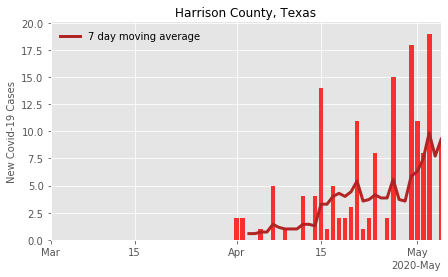 Harrison County, Texas
7 day moving average
New Covid-19 Cases
20.0
17.5
15.0
12.5
10.0
7.5
5.0
2.5
0.0
Mar
15
Apr
15
May
2020-May